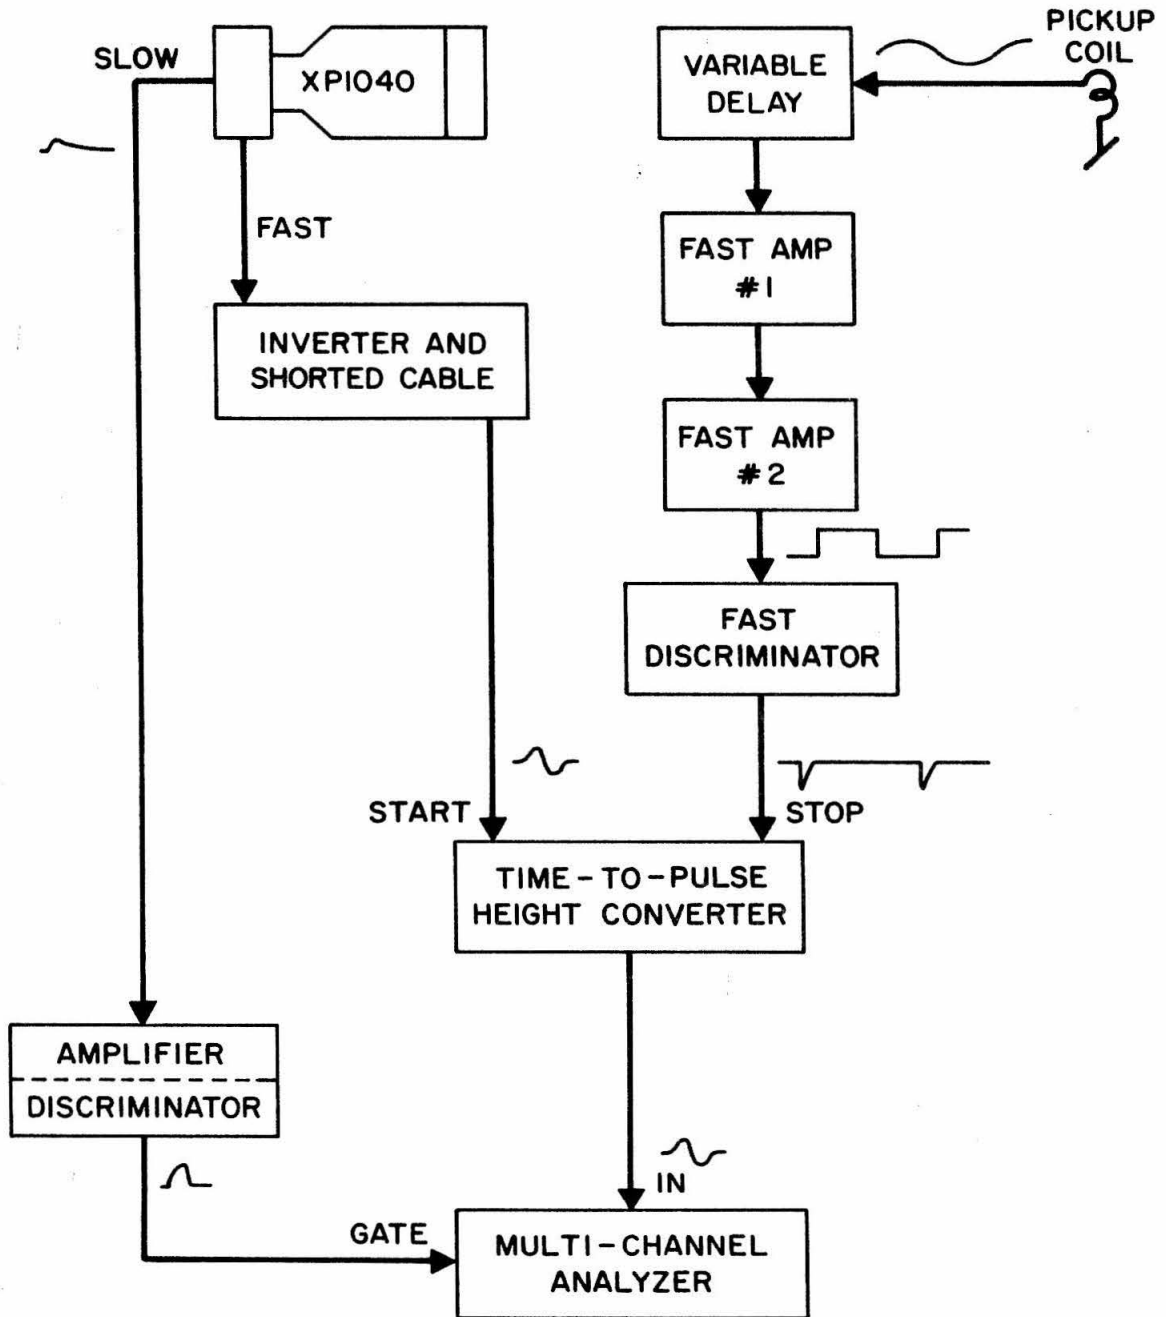 SLOW
XP1040
FAST
INVERTER AND
SHORTED CABLE
PICKUP
COIL
VARIABLE
DELAY
FAST AMP
#1
FAST AMP
#2
FAST
DISCRIMINATOR
START
STOP
TIME-TO-PULSE
HEIGHT CONVERTER
AMPLIFIER
DISCRIMINATOR
IN
GATE
MULTI-CHANNEL
ANALYZER